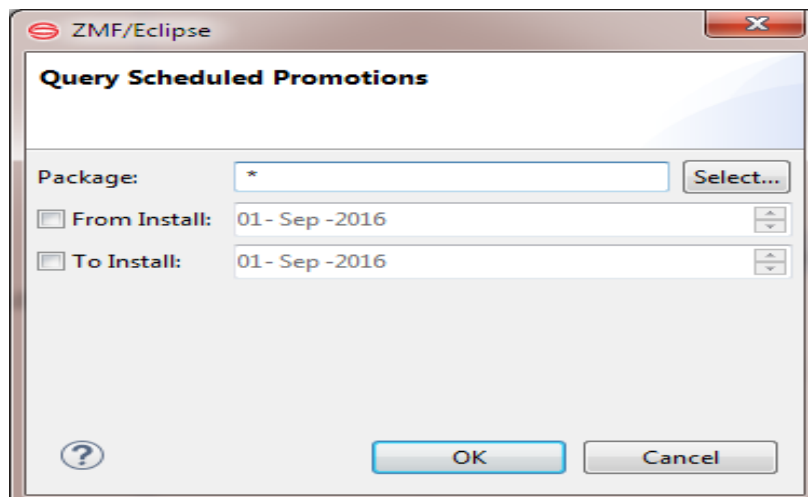 ZMF/Eclipse
Query Scheduled Promotions
Package: * Select...
From Install: 01- Sep -2016
To Install: 01- Sep -2016
? OK Cancel